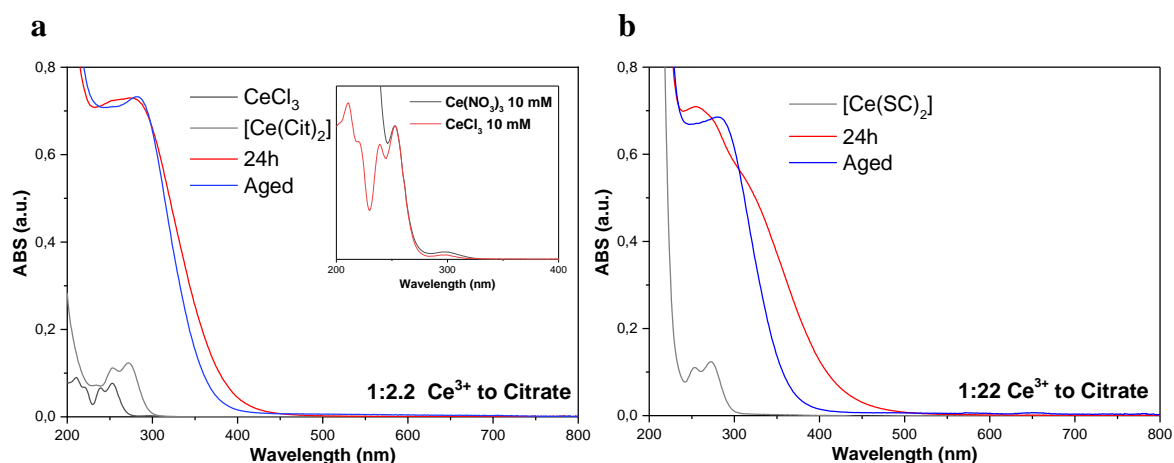 a
ABS (a.u.)
0,8
0,6
0,4
0,2
0,0
200 300 400 500 600 700 800
Wavelength (nm)
CeCl₃
[Ce(Cit)₂]
24h
Aged
Ce(NO₃)₃ 10 mM
CeCl₃ 10 mM
200 300 400
Wavelength (nm)
1:2.2 Ce³⁺ to Citrate
b
ABS (a.u.)
0,8
0,6
0,4
0,2
0,0
200 300 400 500 600 700 800
Wavelength (nm)
[Ce(SC)₂]
24h
Aged
1:22 Ce³⁺ to Citrate